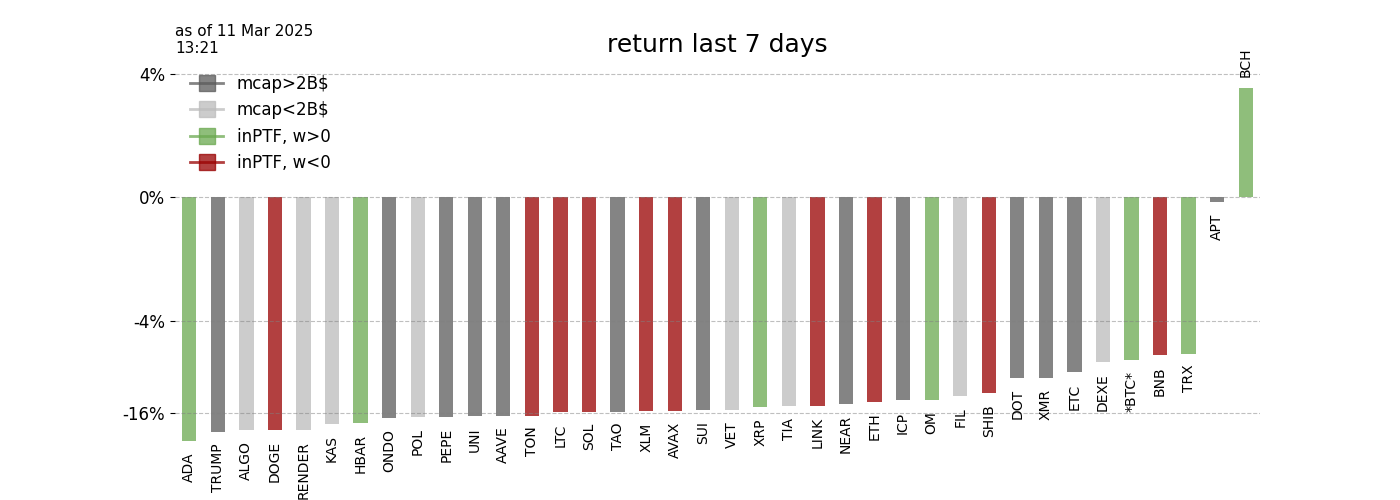 as of 11 Mar 2025
13:21
return last 7 days
4%
0%
-4%
-16%
mcap>2B$
mcap<2B$
inPTF, w>0
inPTF, w<0
ADA
TRUMP
ALGO
DOGE
RENDER
KAS
HBAR
ONDO
POL
PEPE
UNI
AAVE
TON
LTC
SOL
TAO
XLM
AVAX
SUI
VET
XRP
TIA
LINK
NEAR
ETH
ICP
OM
FIL
SHIB
DOT
XMR
ETC
DEXE
*BTC*
BNB
TRX
APT
BCH